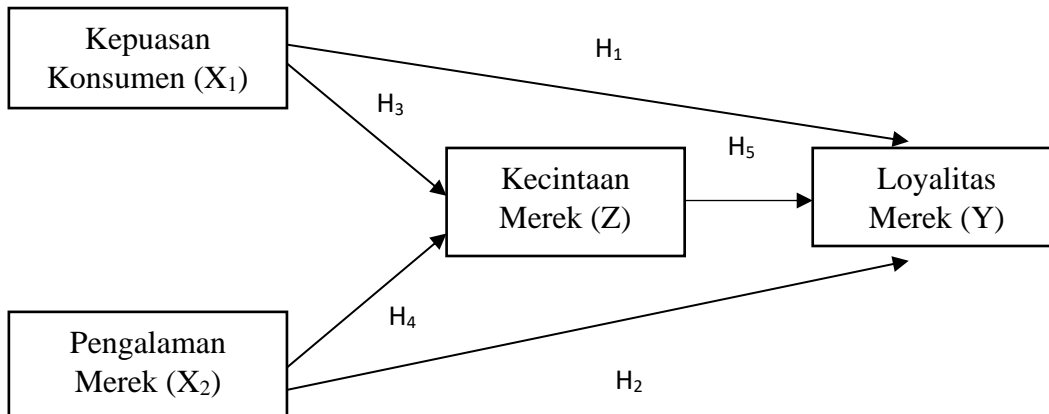 Kepuasan
Konsumen (X₁)
H₁
H₃
Kecintaan
Merek (Z)
H₅
Loyalitas
Merek (Y)
Pengalaman
Merek (X₂)
H₄
H₂